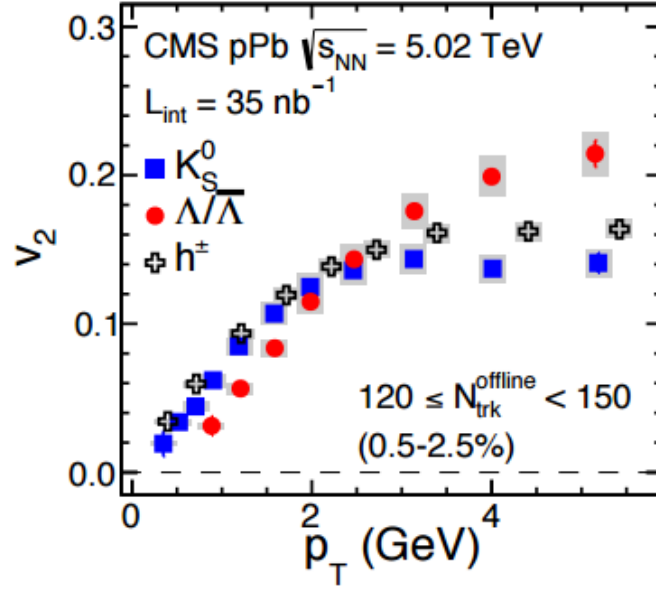 0.3
CMS pPb √s_NN = 5.02 TeV
L_int = 35 nb⁻¹
K⁰_S
0.2
Λ/Λ̅
h^±
v₂
0.1
120 ≤ N_trk^offline < 150
(0.5-2.5%)
0.0
0 2 4
p_T (GeV)